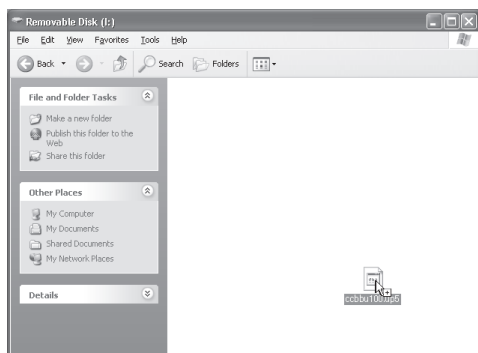 Removable Disk (I:)
File Edit View Favorites Tools Help
Back Search Folders
File and Folder Tasks
Make a new folder
Publish this folder to the
Web
Share this folder
Other Places
My Computer
My Documents
Shared Documents
My Network Places
Details
ccbbu100.up5